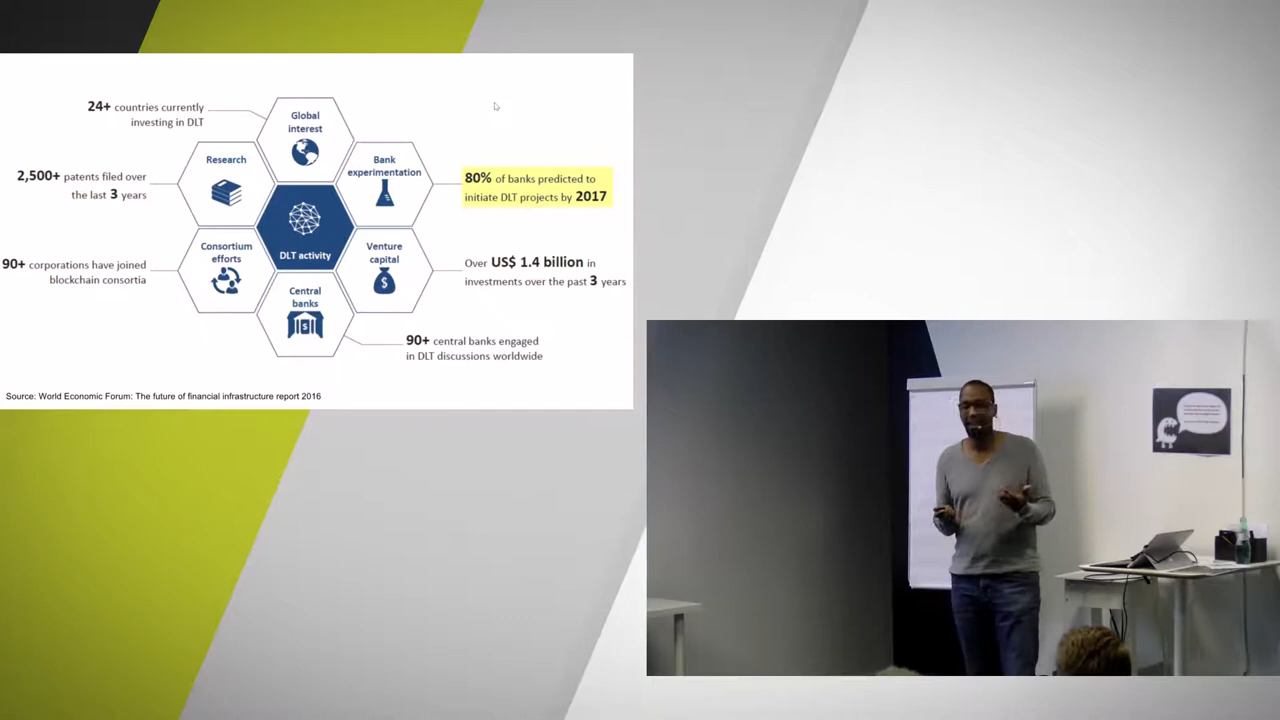 24+ countries currently
investing in DLT
Global
interest
Research
Bank
experimentation
2,500+ patents filed over
the last 3 years
80% of banks predicted to
initiate DLT projects by 2017
DLT activity
Consortium
efforts
Venture
capital
90+ corporations have joined
blockchain consortia
Over US$ 1.4 billion in
investments over the past 3 years
Central
banks
90+ central banks engaged
in DLT discussions worldwide
Source: World Economic Forum: The future of financial infrastructure report 2016